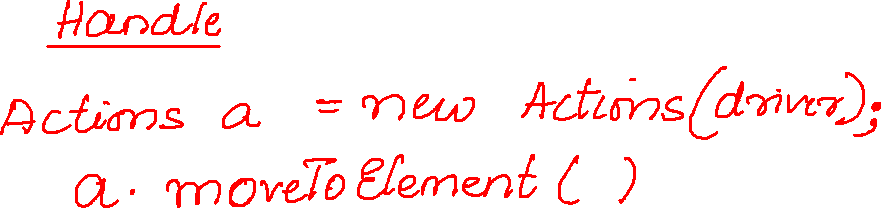 Handle
Actions a = new Actions(driver);
a. moveToElement ( )